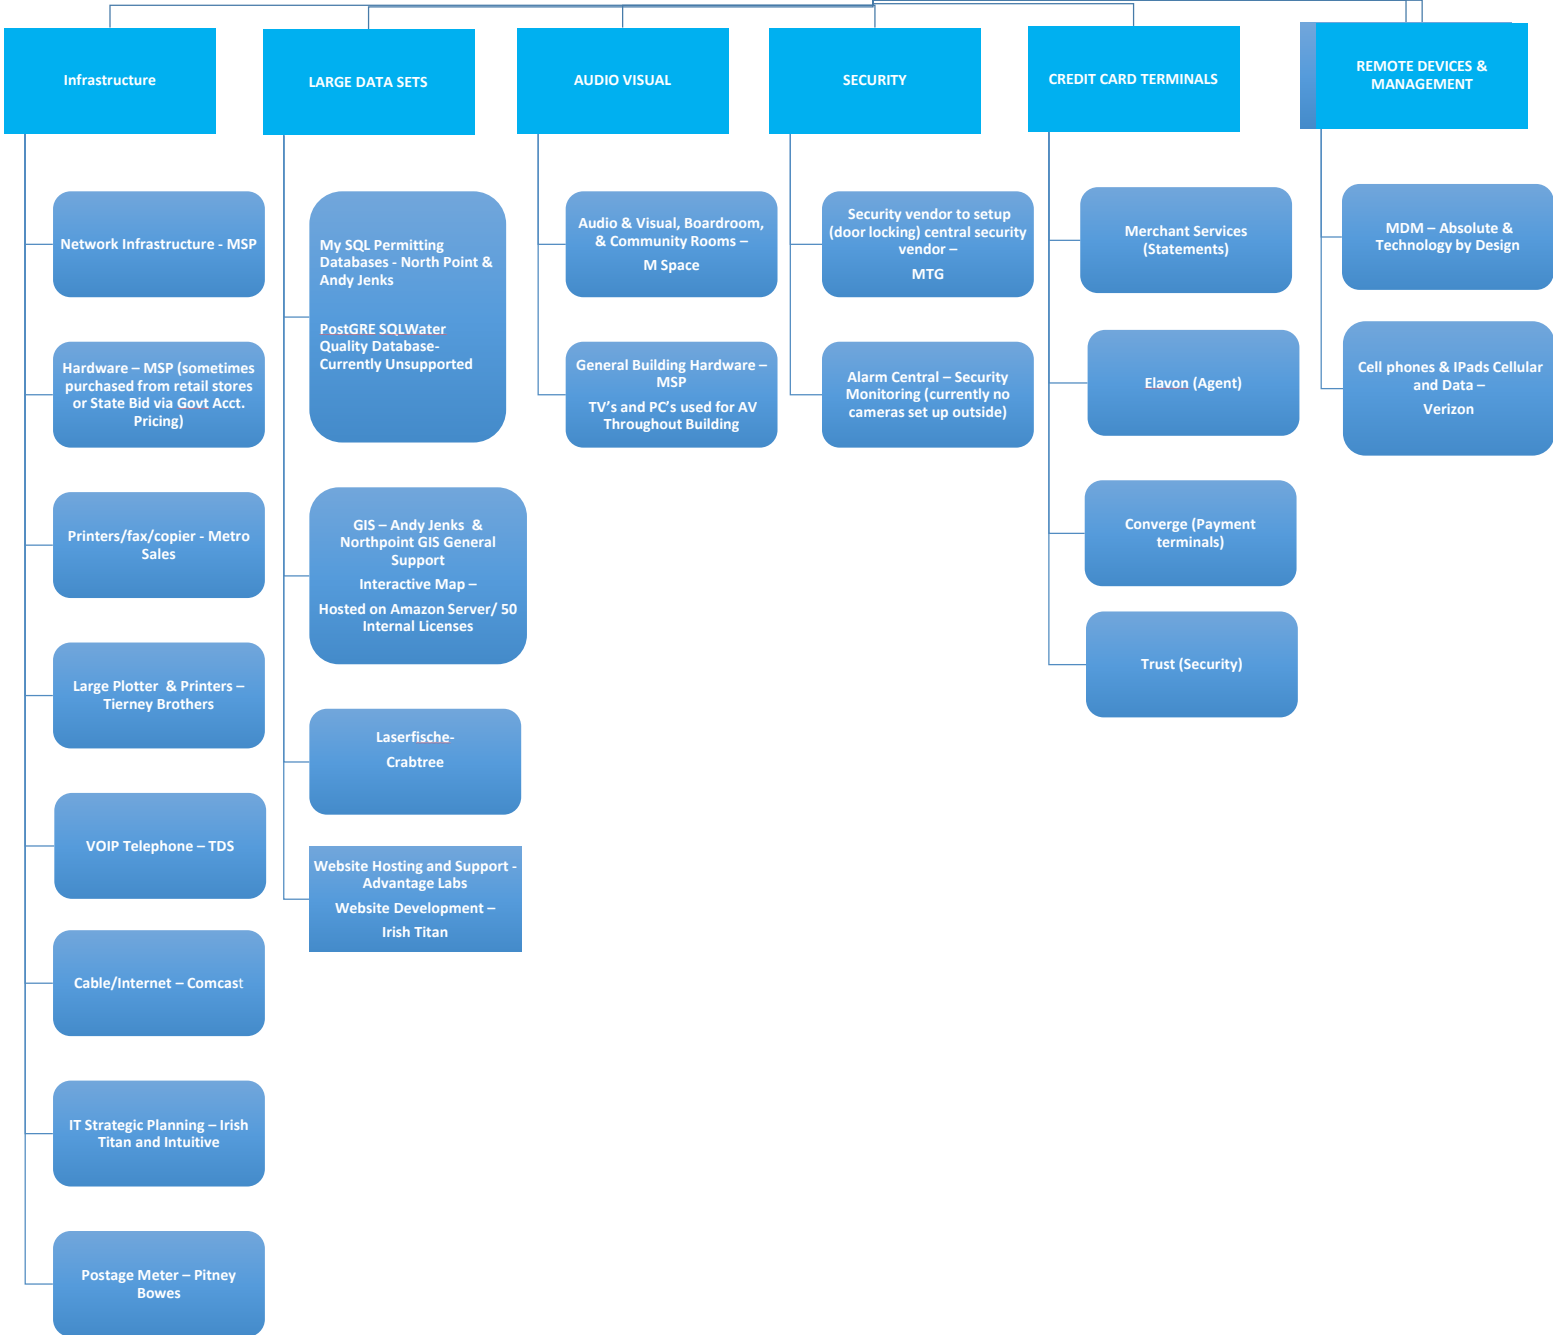 Infrastructure
Network Infrastructure - MSP
Hardware – MSP (sometimes
purchased from retail stores
or State Bid via Govt Acct.
Pricing)
Printers/fax/copier - Metro
Sales
Large Plotter  & Printers –
Tierney Brothers
VOIP Telephone – TDS
Cable/Internet – Comcast
IT Strategic Planning – Irish
Titan and Intuitive
Postage Meter – Pitney
Bowes
LARGE DATA SETS
My SQL Permitting
Databases - North Point &
Andy Jenks
PostGRE SQLWater
Quality Database-
Currently Unsupported
GIS – Andy Jenks  &
Northpoint GIS General
Support
Interactive Map –
Hosted on Amazon Server/ 50
Internal Licenses
Laserfische-
Crabtree
Website Hosting and Support -
Advantage Labs
Website Development –
Irish Titan
AUDIO VISUAL
Audio & Visual, Boardroom,
& Community Rooms –
M Space
General Building Hardware –
MSP
TV's and PC's used for AV
Throughout Building
SECURITY
Security vendor to setup
(door locking) central security
vendor –
MTG
Alarm Central – Security
Monitoring (currently no
cameras set up outside)
CREDIT CARD TERMINALS
Merchant Services
(Statements)
Elavon (Agent)
Converge (Payment
terminals)
Trust (Security)
REMOTE DEVICES &
MANAGEMENT
MDM – Absolute &
Technology by Design
Cell phones & IPads Cellular
and Data –
Verizon